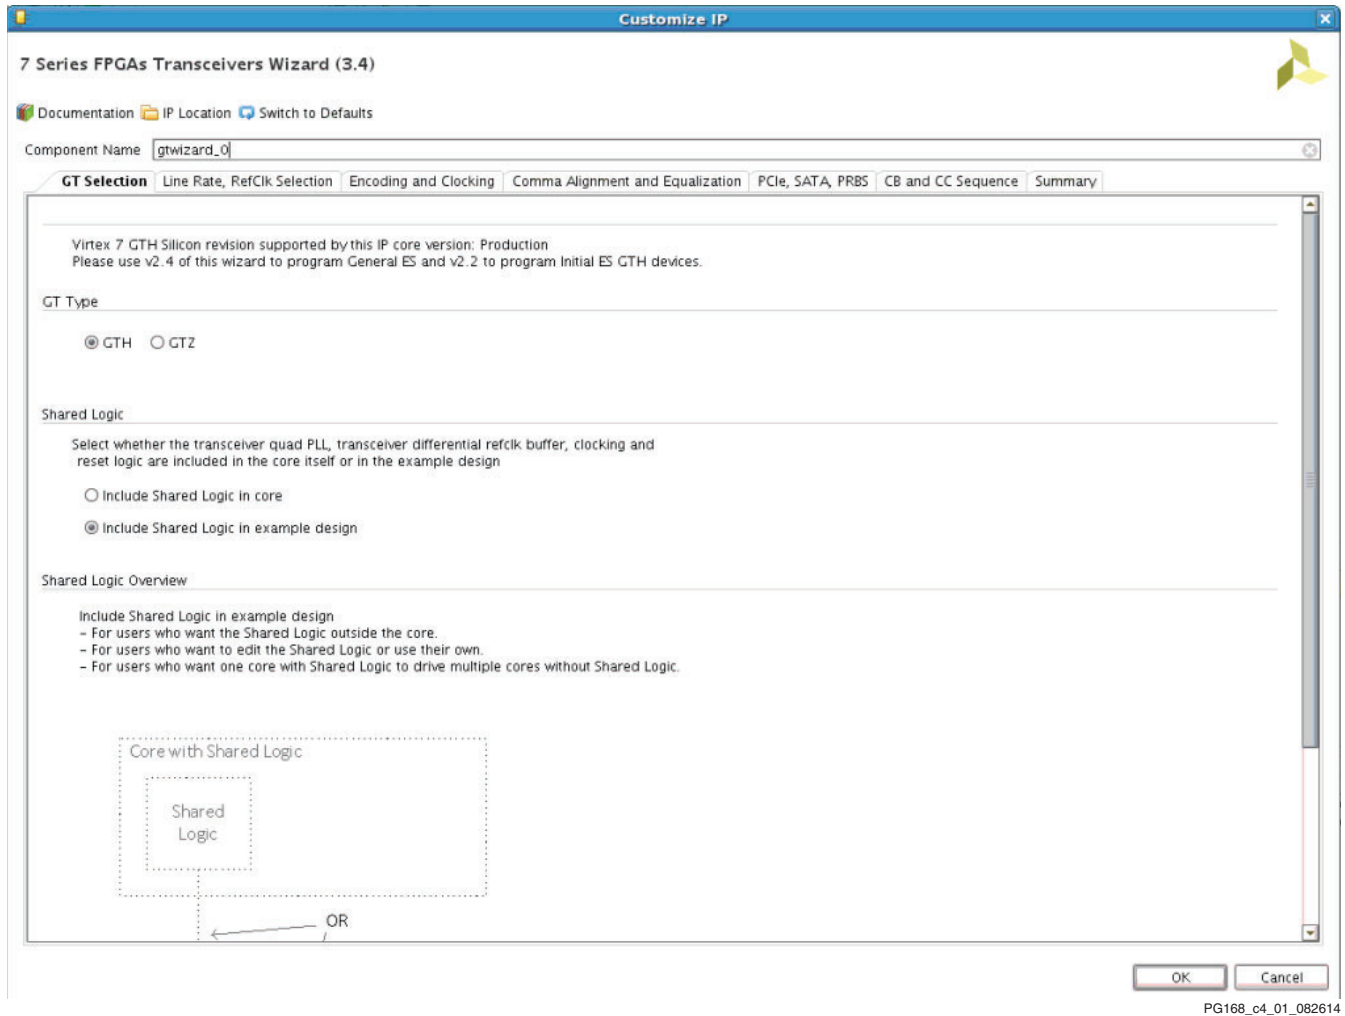 Customize IP
7 Series FPGAs Transceivers Wizard (3.4)
Documentation IP Location Switch to Defaults
Component Name gtwizard_0
GT Selection Line Rate, RefClk Selection Encoding and Clocking Comma Alignment and Equalization PCIe, SATA, PRBS CB and CC Sequence Summary
Virtex 7 GTH Silicon revision supported by this IP core version: Production
Please use v2.4 of this wizard to program General ES and v2.2 to program Initial ES GTH devices.
GT Type
GTH GTZ
Shared Logic
Select whether the transceiver quad PLL, transceiver differential refclk buffer, clocking and
reset logic are included in the core itself or in the example design
Include Shared Logic in core
Include Shared Logic in example design
Shared Logic Overview
Include Shared Logic in example design
- For users who want the Shared Logic outside the core.
- For users who want to edit the Shared Logic or use their own.
- For users who want one core with Shared Logic to drive multiple cores without Shared Logic.
Core with Shared Logic
Shared
Logic
OR
OK Cancel
PG168_c4_01_082614